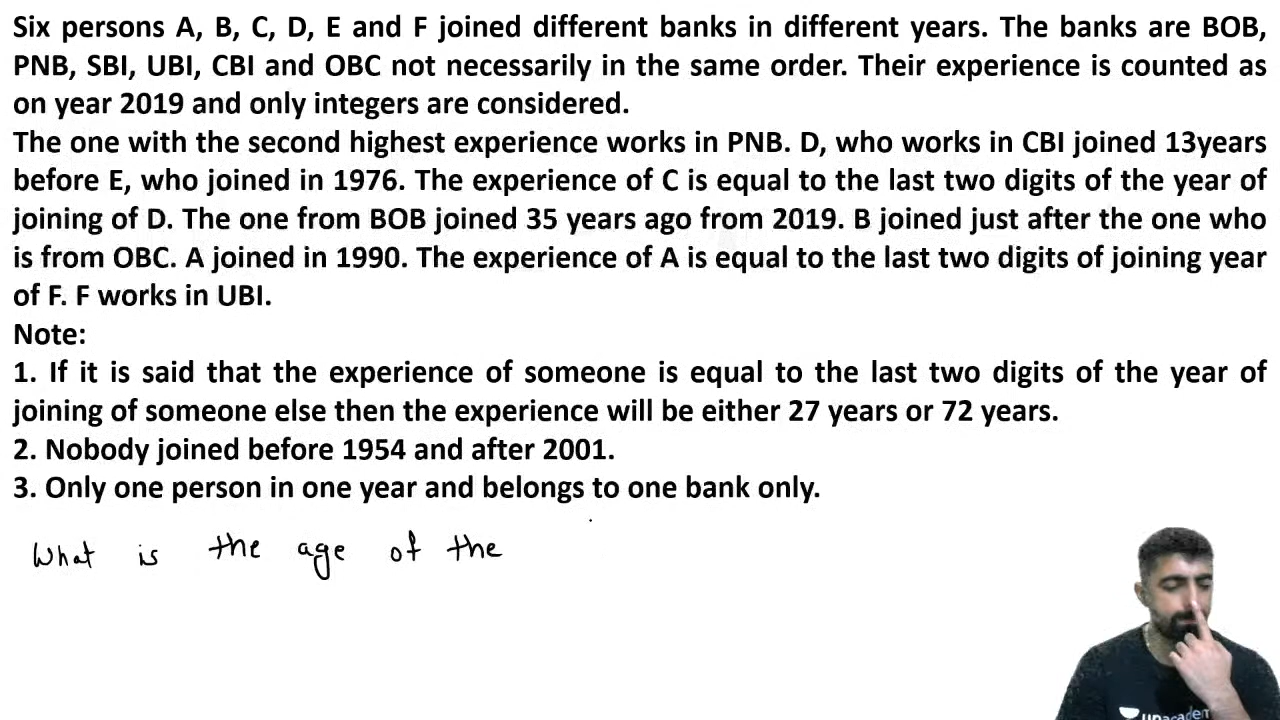 Six persons A, B, C, D, E and F joined different banks in different years. The banks are BOB,
PNB, SBI, UBI, CBI and OBC not necessarily in the same order. Their experience is counted as
on year 2019 and only integers are considered.
The one with the second highest experience works in PNB. D, who works in CBI joined 13years
before E, who joined in 1976. The experience of C is equal to the last two digits of the year of
joining of D. The one from BOB joined 35 years ago from 2019. B joined just after the one who
is from OBC. A joined in 1990. The experience of A is equal to the last two digits of joining year
of F. F works in UBI.
Note:
1. If it is said that the experience of someone is equal to the last two digits of the year of
joining of someone else then the experience will be either 27 years or 72 years.
2. Nobody joined before 1954 and after 2001.
3. Only one person in one year and belongs to one bank only.
What is the age of the
unacademy